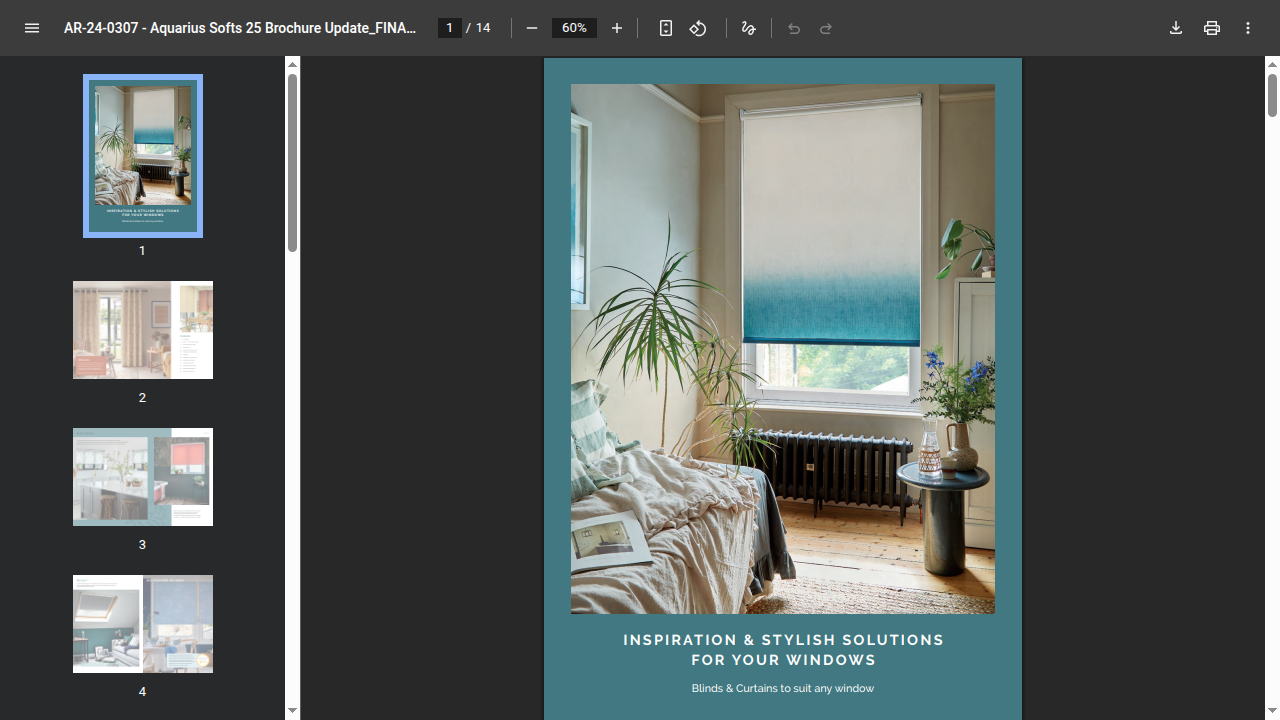 AR-24-0307 - Aquarius Softs 25 Brochure Update_FINA...
1 / 14
60%
1
2
3
4
INSPIRATION & STYLISH SOLUTIONS
FOR YOUR WINDOWS
Blinds & Curtains to suit any window